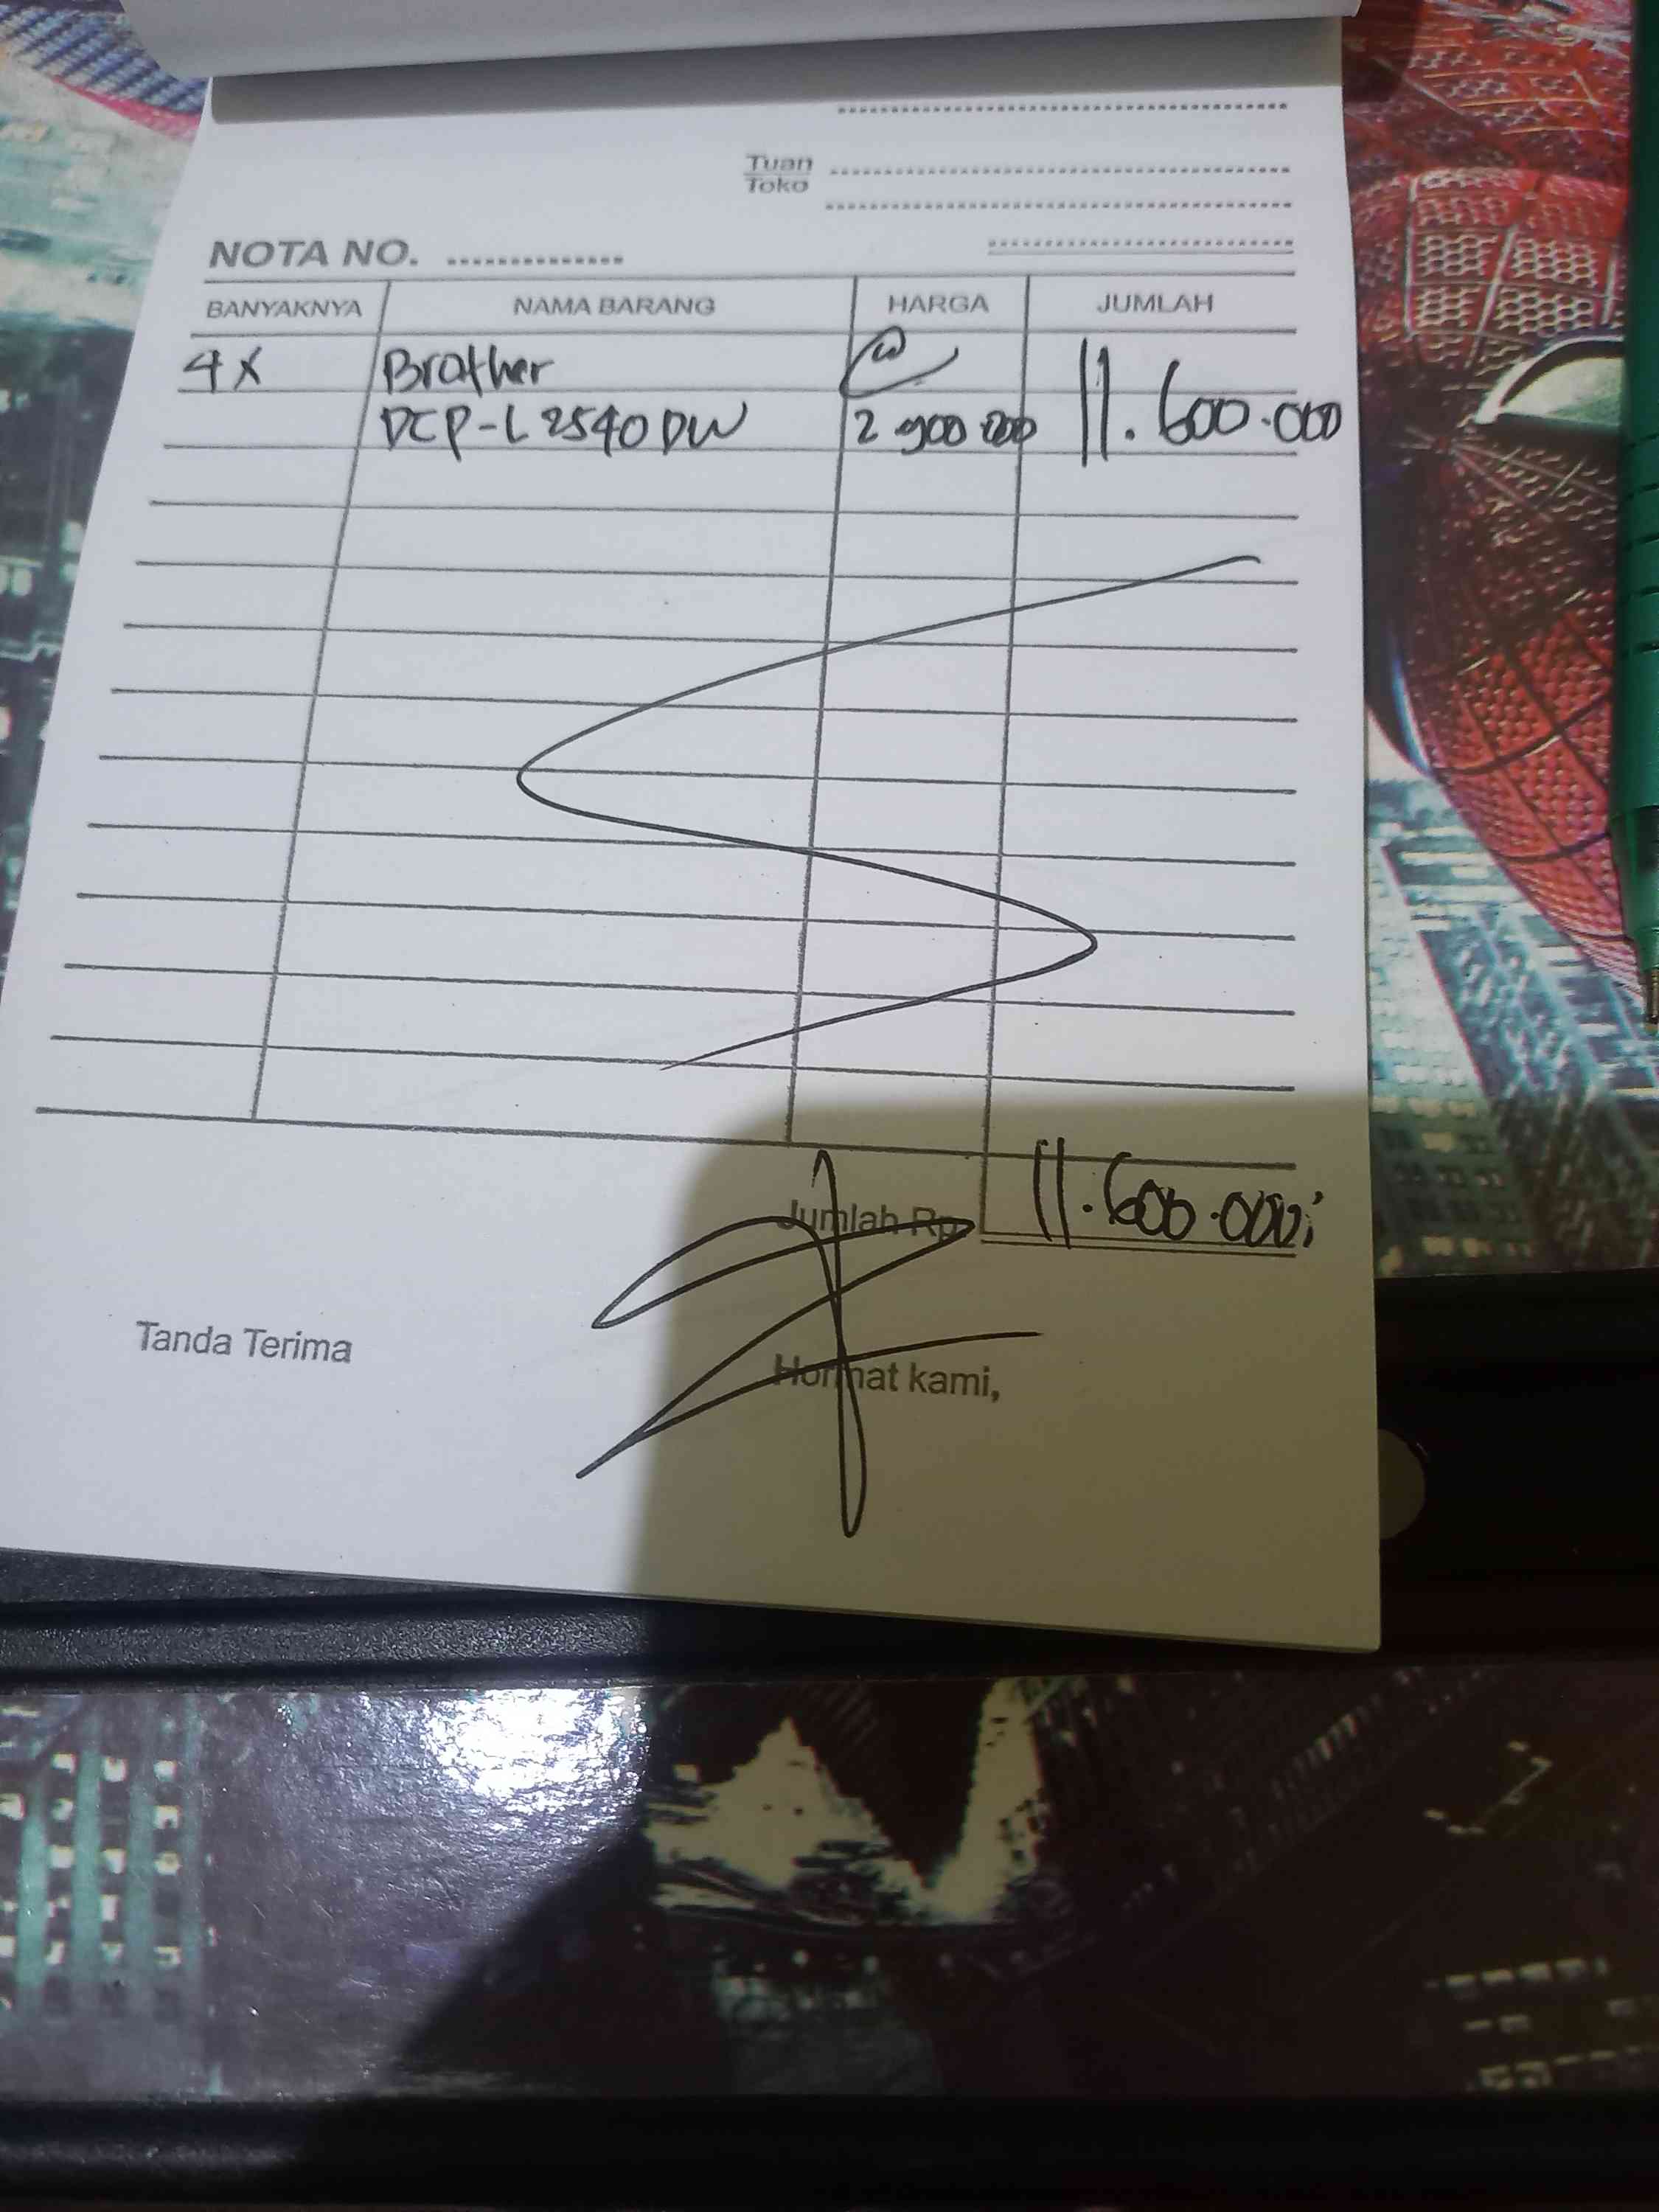 Tuan
Toko
NOTA NO.
BANYAKNYA NAMA BARANG HARGA JUMLAH
4x Brother @
DCP-L2540DW 2 900 000 11.600.000
Jumlah Rp. 11.600.000;
Tanda Terima Hormat kami,